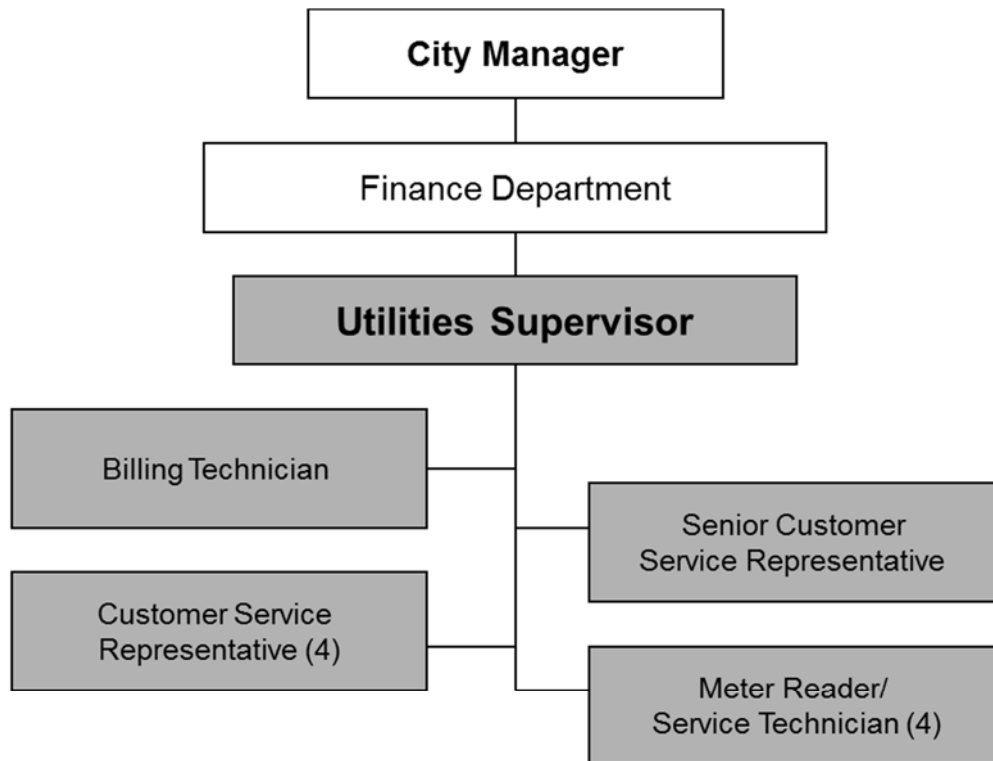 City Manager
Finance Department
Utilities Supervisor
Billing Technician
Senior Customer
Service Representative
Customer Service
Representative (4)
Meter Reader/
Service Technician (4)